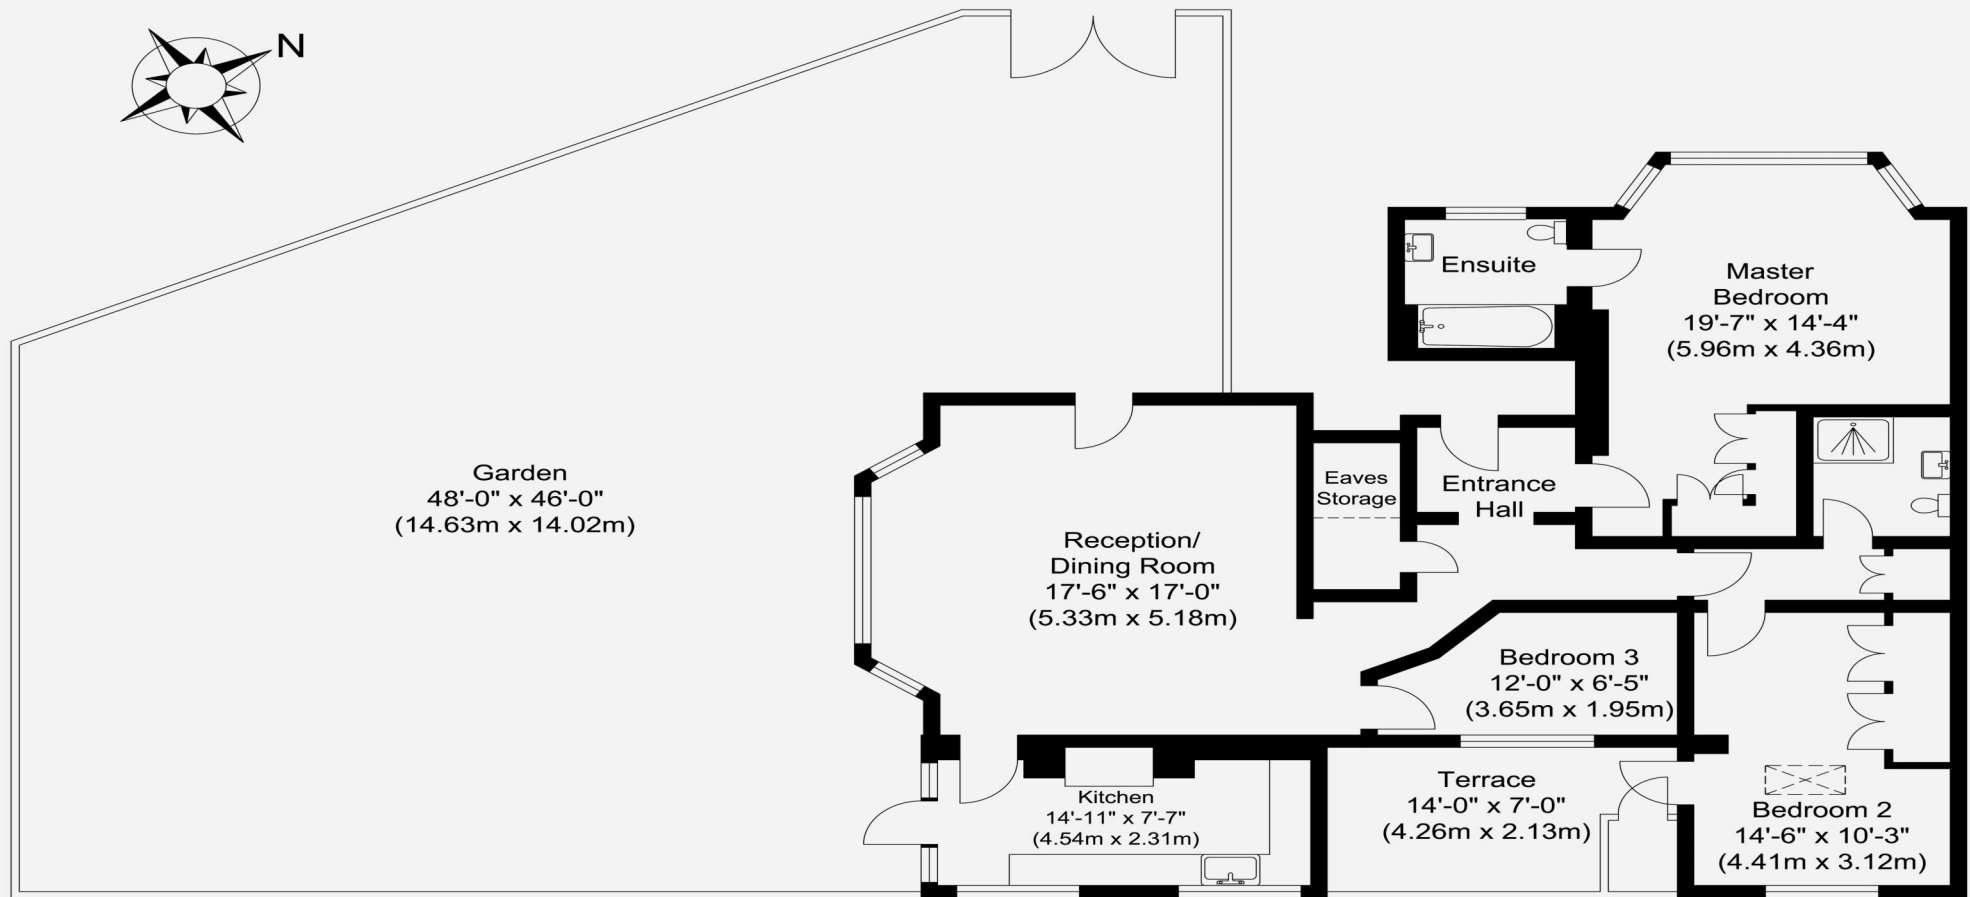 N
Ensuite
Master
Bedroom
19'-7" x 14'-4"
(5.96m x 4.36m)
Garden
48'-0" x 46'-0"
(14.63m x 14.02m)
Eaves
Storage
Entrance
Hall
Reception/
Dining Room
17'-6" x 17'-0"
(5.33m x 5.18m)
Bedroom 3
12'-0" x 6'-5"
(3.65m x 1.95m)
Kitchen
14'-11" x 7'-7"
(4.54m x 2.31m)
Terrace
14'-0" x 7'-0"
(4.26m x 2.13m)
Bedroom 2
14'-6" x 10'-3"
(4.41m x 3.12m)